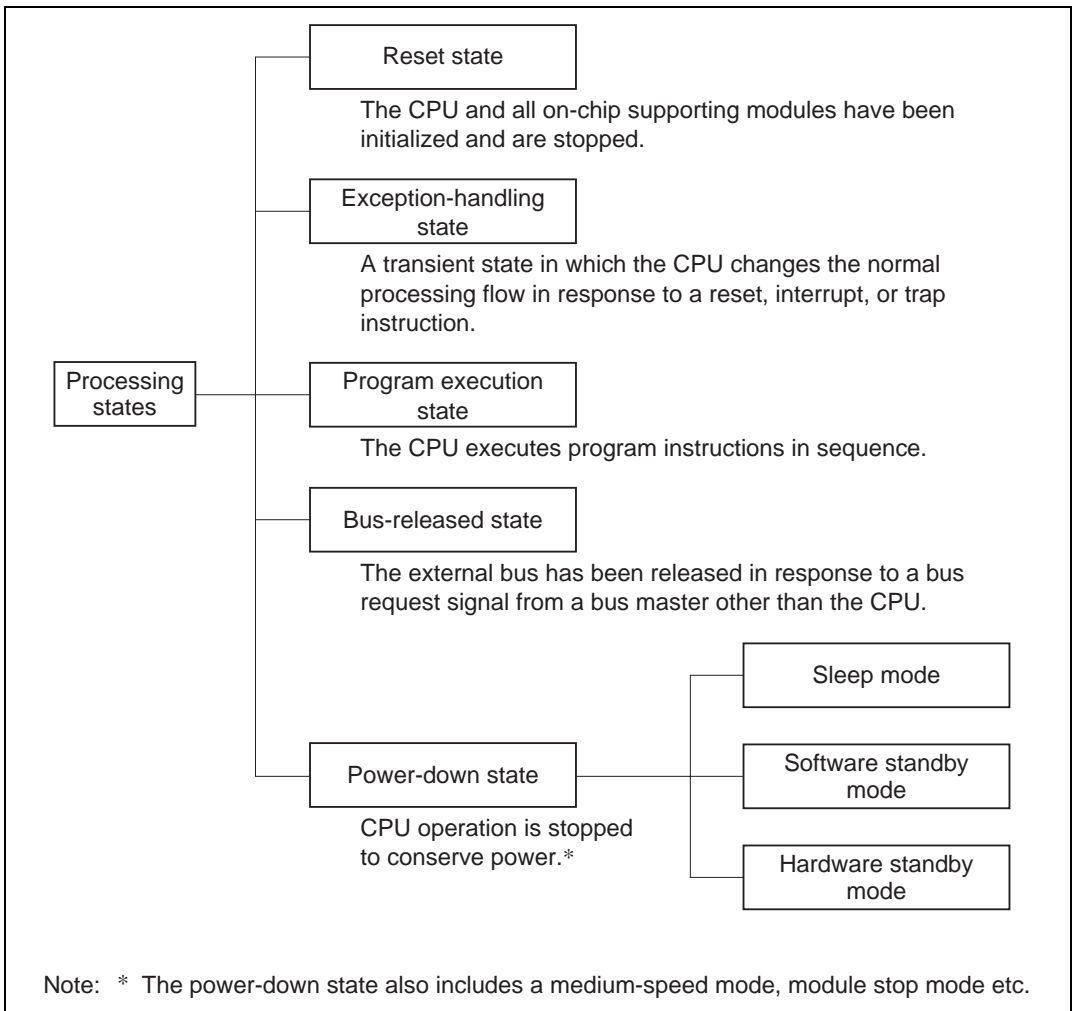 Reset state
The CPU and all on-chip supporting modules have been
initialized and are stopped.
Exception-handling
state
A transient state in which the CPU changes the normal
processing flow in response to a reset, interrupt, or trap
instruction.
Processing
states
Program execution
state
The CPU executes program instructions in sequence.
Bus-released state
The external bus has been released in response to a bus
request signal from a bus master other than the CPU.
Power-down state
CPU operation is stopped
to conserve power.*
Sleep mode
Software standby
mode
Hardware standby
mode
Note: * The power-down state also includes a medium-speed mode, module stop mode etc.